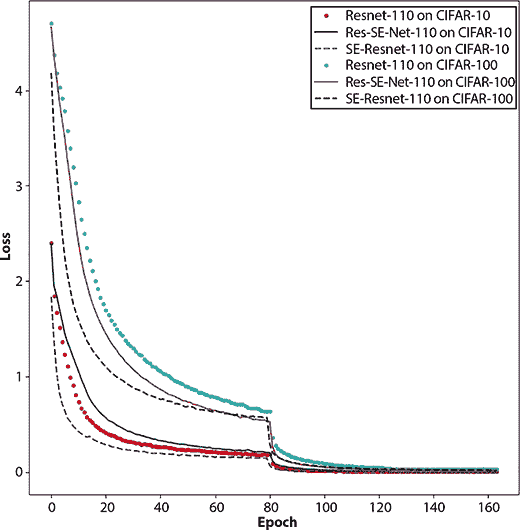 Resnet-110 on CIFAR-10
Res-SE-Net-110 on CIFAR-10
SE-Resnet-110 on CIFAR-10
Resnet-110 on CIFAR-100
Res-SE-Net-110 on CIFAR-100
SE-Resnet-110 on CIFAR-100
4
3
2
1
0
Loss
0 20 40 60 80 100 120 140 160
Epoch